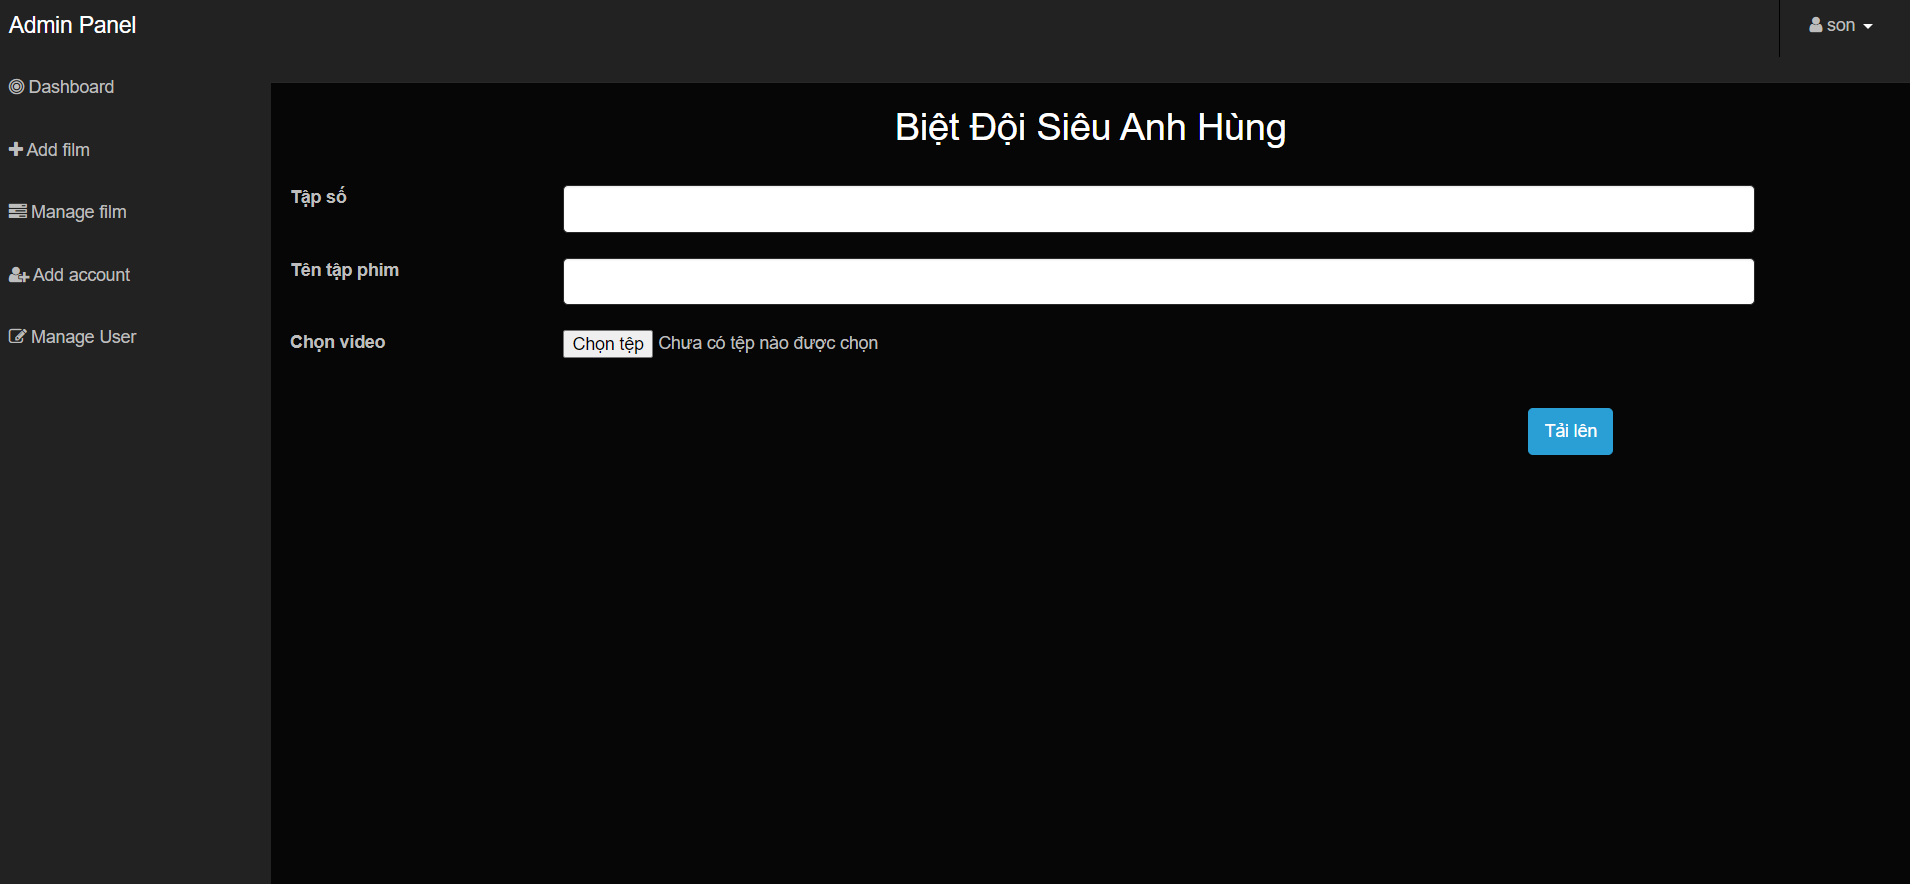 Admin Panel
son
Dashboard
Add film
Manage film
Add account
Manage User
Biệt Đội Siêu Anh Hùng
Tập số
Tên tập phim
Chọn video
Chọn tệp Chưa có tệp nào được chọn
Tải lên